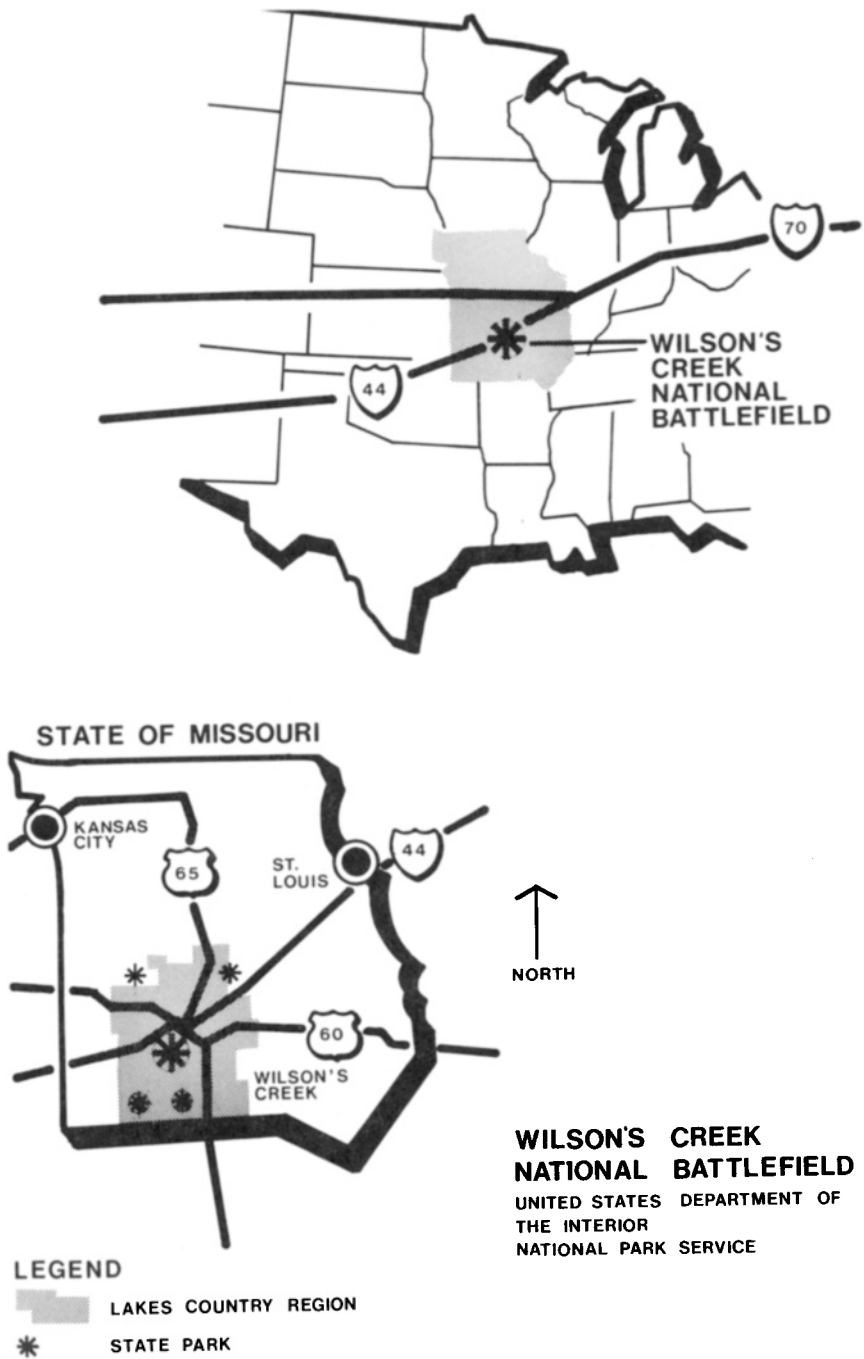 70
44
WILSON'S
CREEK
NATIONAL
BATTLEFIELD
STATE OF MISSOURI
KANSAS
CITY
65
ST.
LOUIS
44
NORTH
60
WILSON'S
CREEK
WILSON'S CREEK
NATIONAL BATTLEFIELD
UNITED STATES DEPARTMENT OF
THE INTERIOR
NATIONAL PARK SERVICE
LEGEND
LAKES COUNTRY REGION
STATE PARK